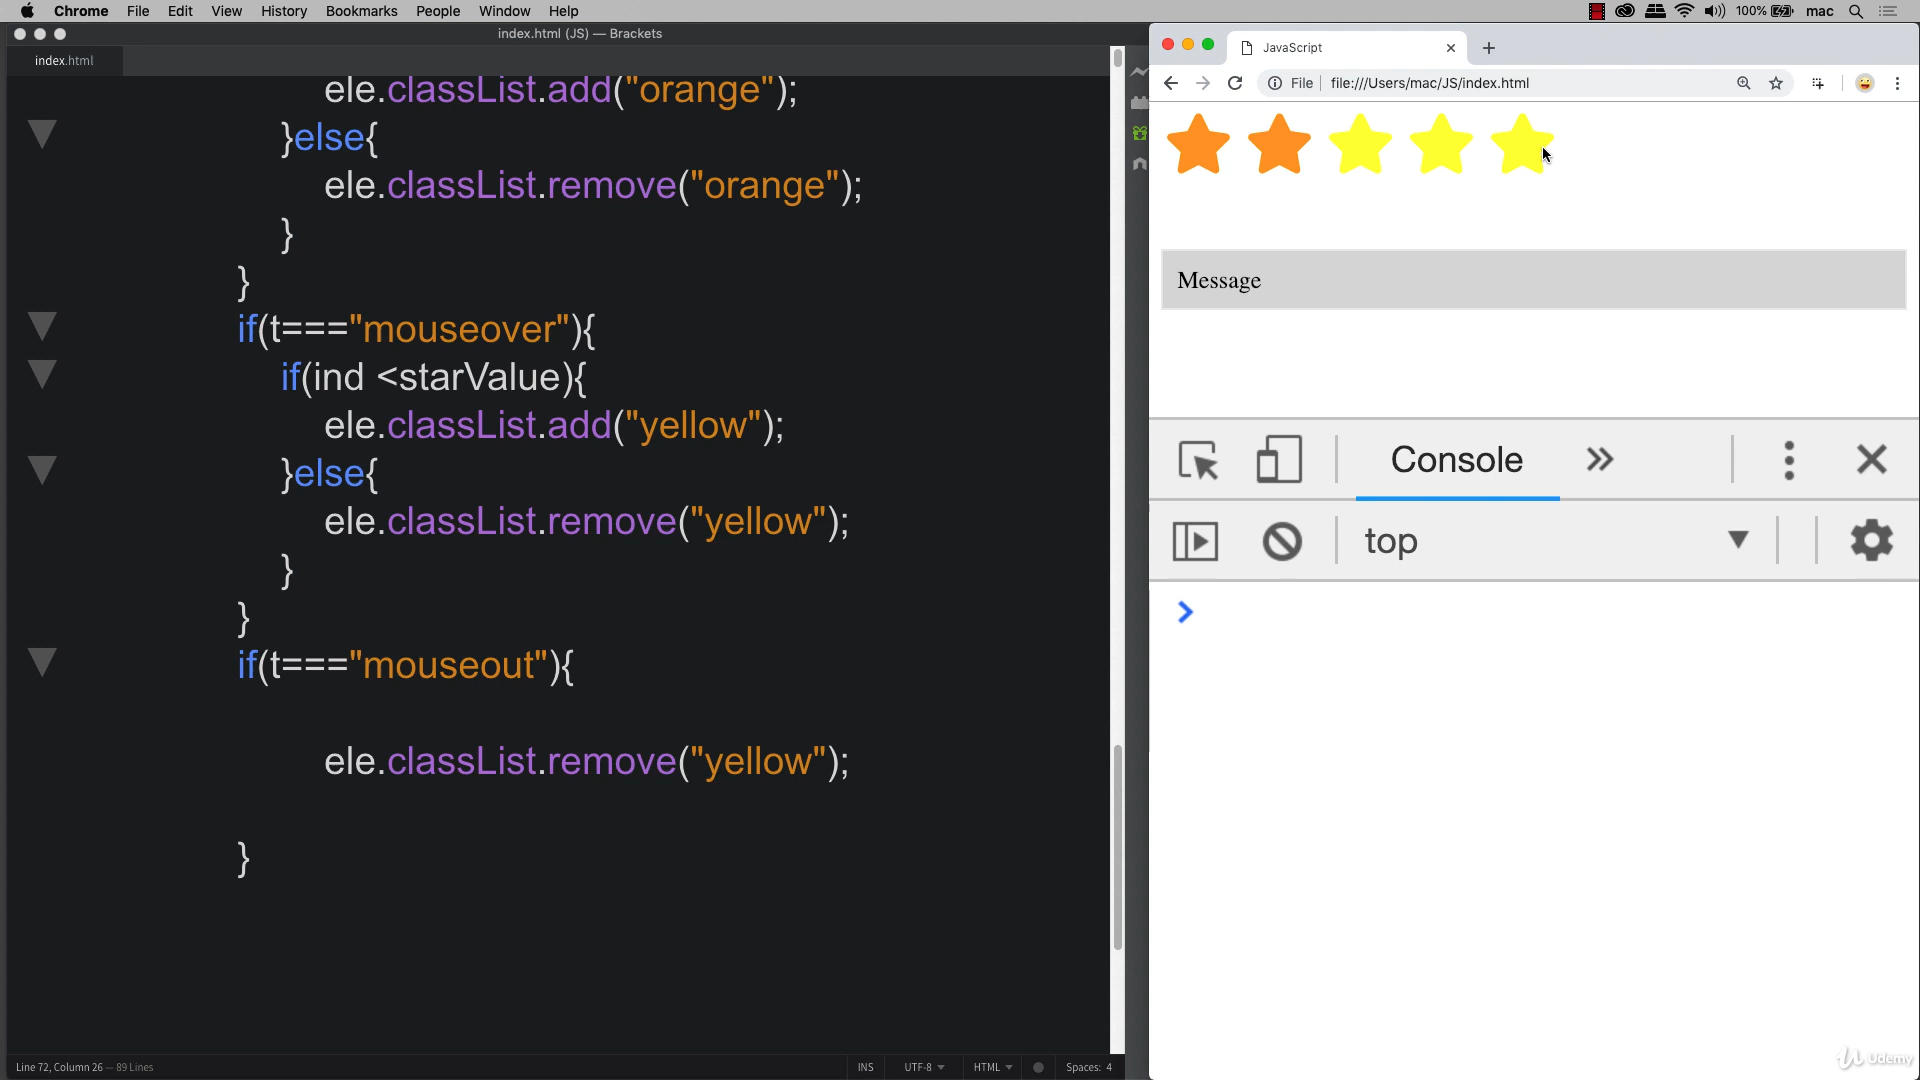 Chrome File Edit View History Bookmarks People Window Help
100% mac
index.html (JS) — Brackets
index.html
ele.classList.add("orange");
}else{
ele.classList.remove("orange");
}
}
if(t==="mouseover"){
if(ind <starValue){
ele.classList.add("yellow");
}else{
ele.classList.remove("yellow");
}
}
if(t==="mouseout"){
ele.classList.remove("yellow");
}
Line 72, Column 26 — 89 Lines
INS UTF-8 HTML Spaces: 4
JavaScript
File file:///Users/mac/JS/index.html
Message
Console
top
Udemy